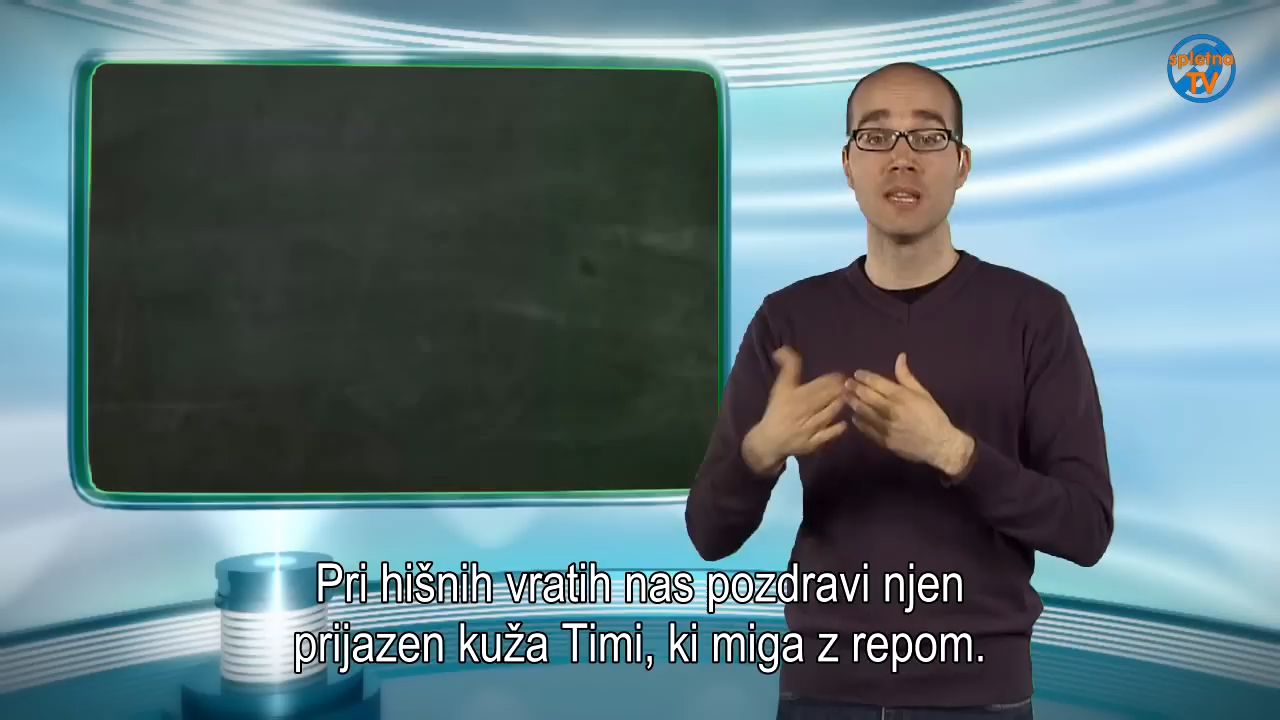 spletna
TV
Pri hišnih vratih nas pozdravi njen
prijazen kuža Timi, ki miga z repom.